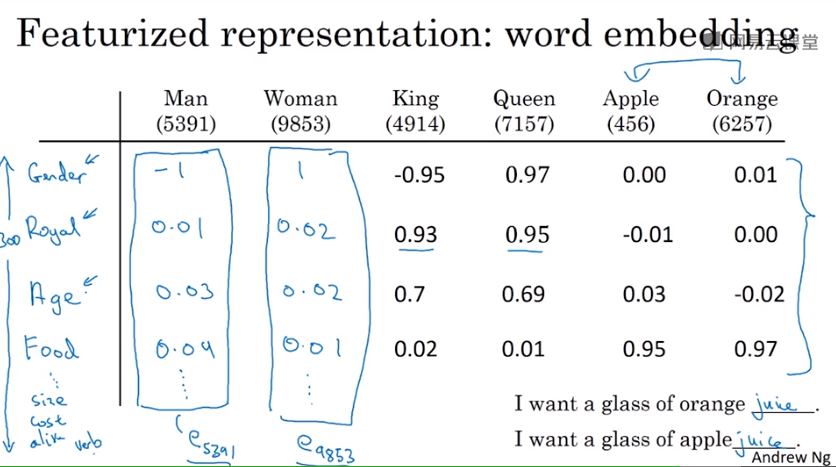 Featurized representation: word embedding
网易云课堂
Man Woman King Queen Apple Orange
(5391) (9853) (4914) (7157) (456) (6257)
Gender -1 1 -0.95 0.97 0.00 0.01
300 Royal 0.01 0.02 0.93 0.95 -0.01 0.00
Age 0.03 0.02 0.7 0.69 0.03 -0.02
Food 0.04 0.01 0.02 0.01 0.95 0.97
size
cost
alive verb
e5391 e9853
I want a glass of orange juice.
I want a glass of apple juice.
Andrew Ng